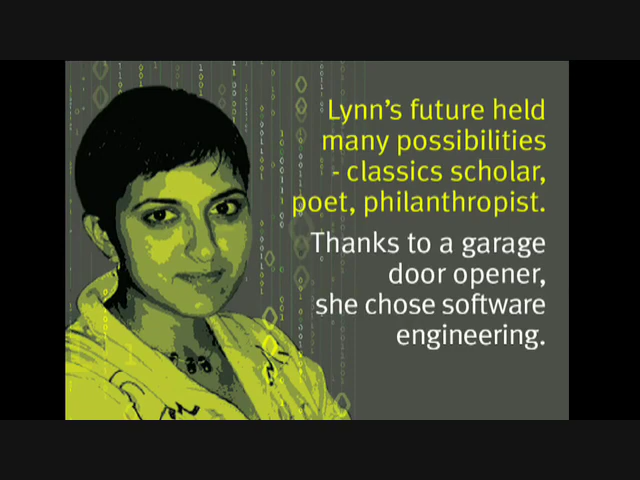 Lynn's future held
many possibilities
- classics scholar,
poet, philanthropist.
Thanks to a garage
door opener,
she chose software
engineering.